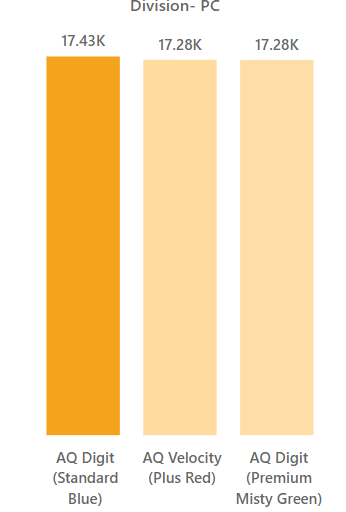 Division- PC
17.43K
17.28K
17.28K
AQ Digit
(Standard
Blue)
AQ Velocity
(Plus Red)
AQ Digit
(Premium
Misty Green)